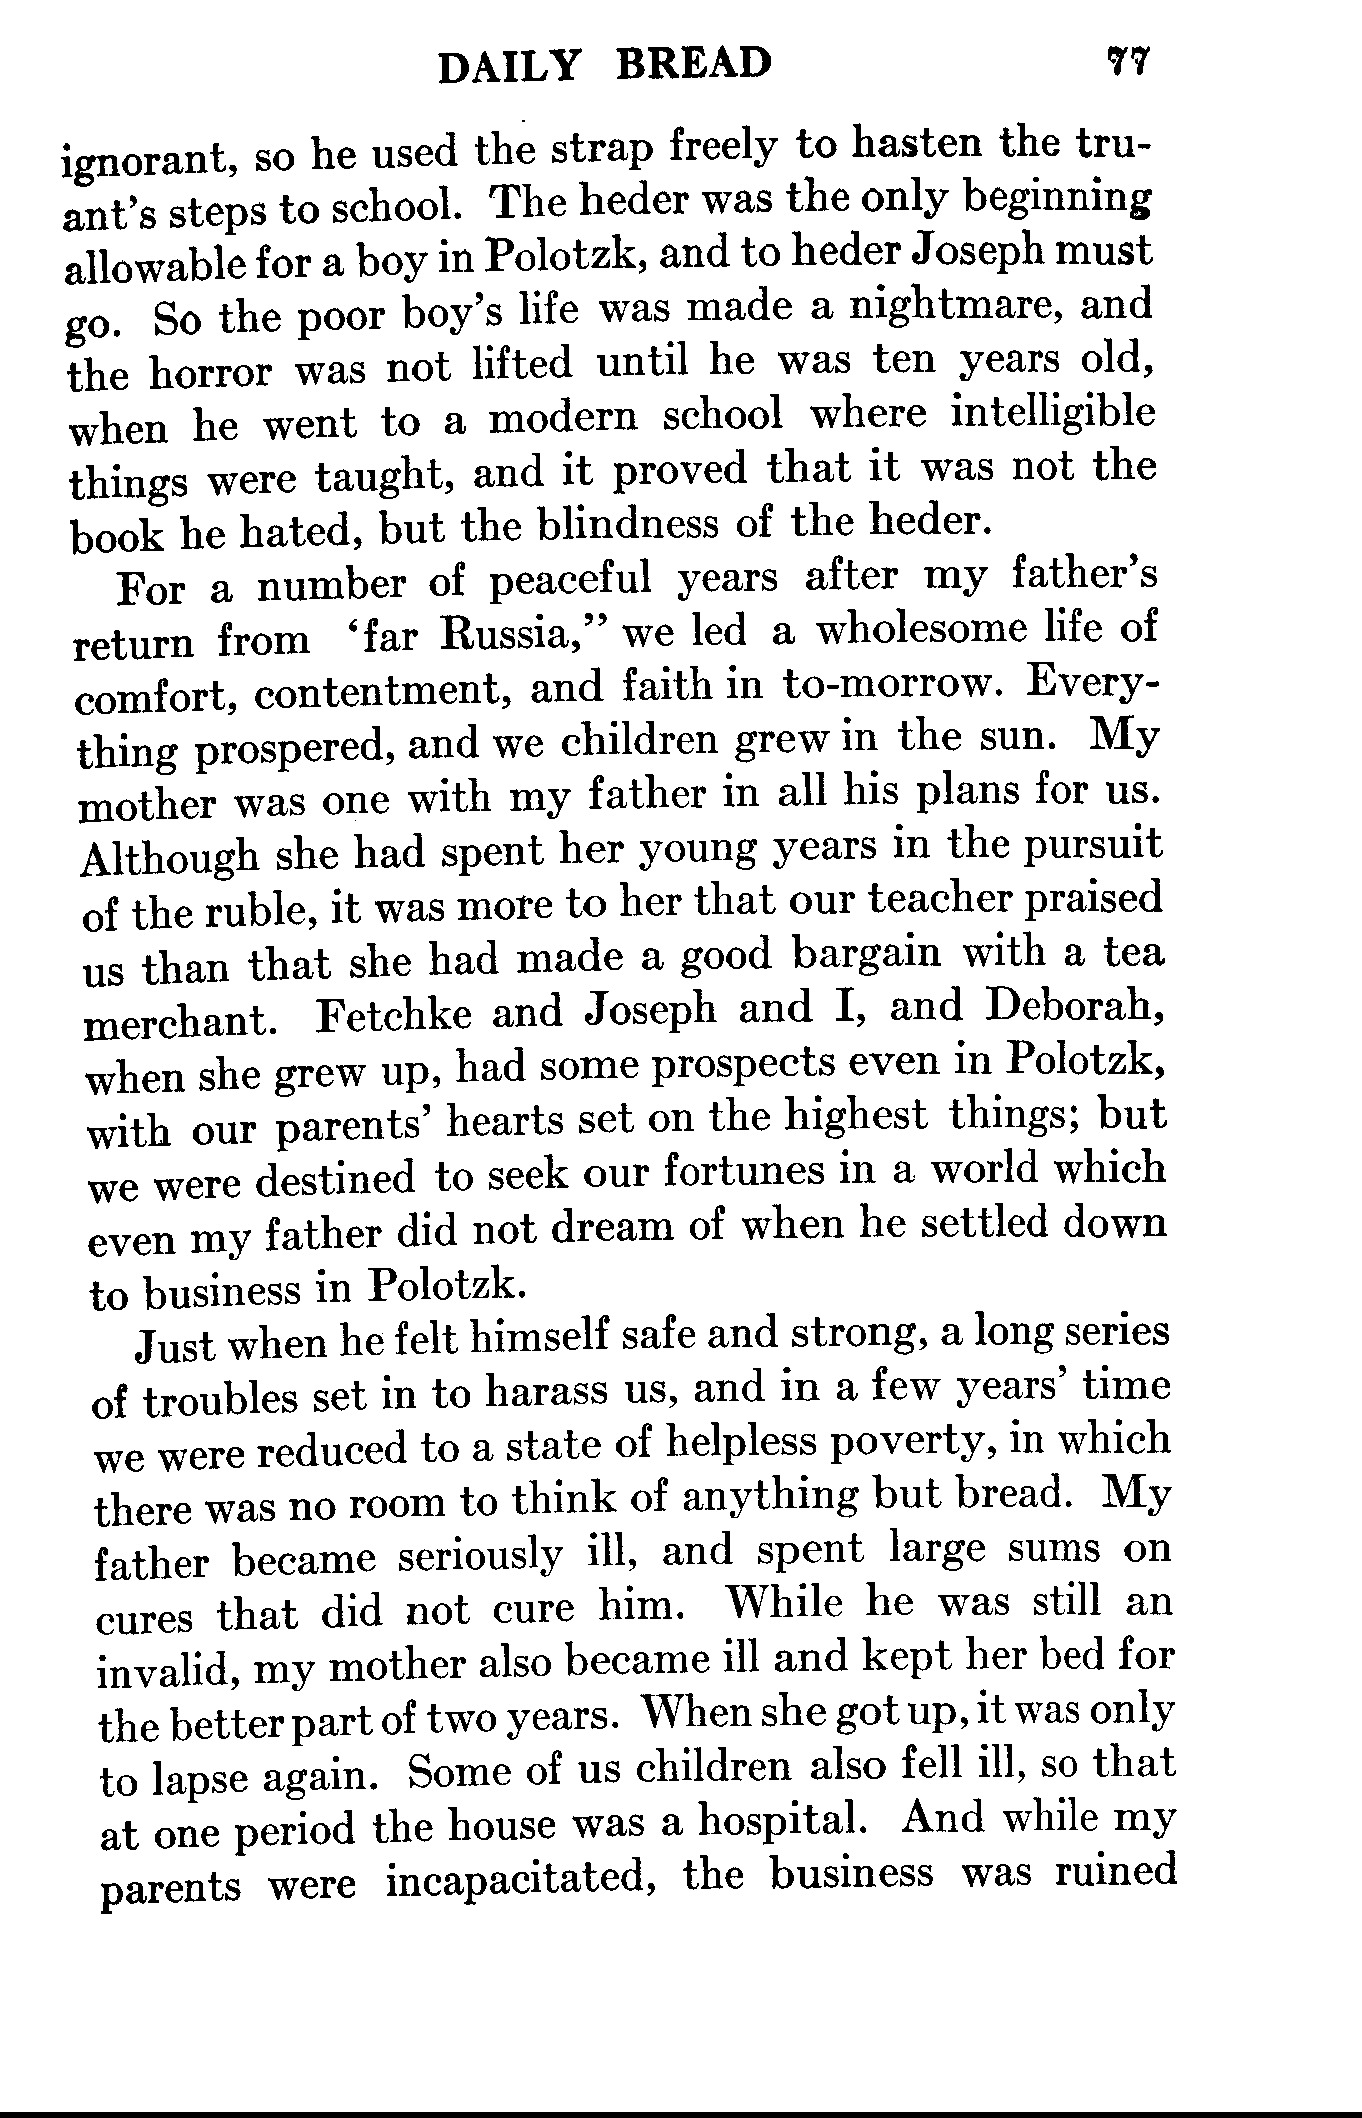 DAILY BREAD 77
ignorant, so he used the strap freely to hasten the tru-
ant's steps to school. The heder was the only beginning
allowable for a boy in Polotzk, and to heder Joseph must
go. So the poor boy's life was made a nightmare, and
the horror was not lifted until he was ten years old,
when he went to a modern school where intelligible
things were taught, and it proved that it was not the
book he hated, but the blindness of the heder.
For a number of peaceful years after my father's
return from ‘far Russia,” we led a wholesome life of
comfort, contentment, and faith in to-morrow. Every-
thing prospered, and we children grew in the sun. My
mother was one with my father in all his plans for us.
Although she had spent her young years in the pursuit
of the ruble, it was more to her that our teacher praised
us than that she had made a good bargain with a tea
merchant. Fetchke and Joseph and I, and Deborah,
when she grew up, had some prospects even in Polotzk,
with our parents' hearts set on the highest things; but
we were destined to seek our fortunes in a world which
even my father did not dream of when he settled down
to business in Polotzk.
Just when he felt himself safe and strong, a long series
of troubles set in to harass us, and in a few years' time
we were reduced to a state of helpless poverty, in which
there was no room to think of anything but bread. My
father became seriously ill, and spent large sums on
cures that did not cure him. While he was still an
invalid, my mother also became ill and kept her bed for
the better part of two years. When she got up, it was only
to lapse again. Some of us children also fell ill, so that
at one period the house was a hospital. And while my
parents were incapacitated, the business was ruined